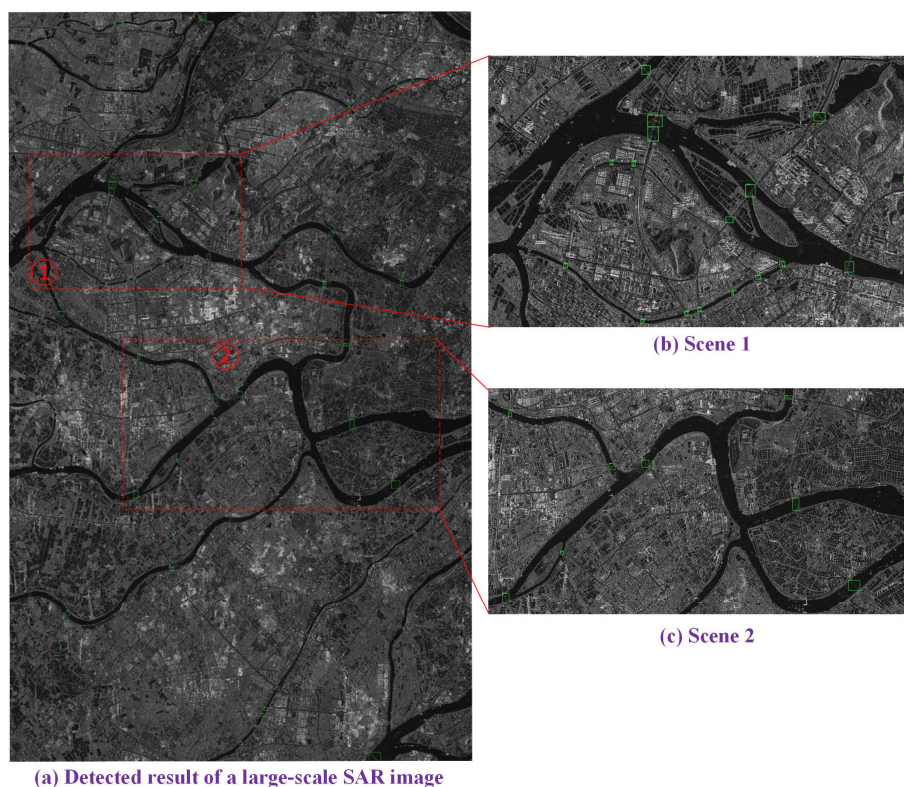 ①
②
(b) Scene 1
(c) Scene 2
(a) Detected result of a large-scale SAR image